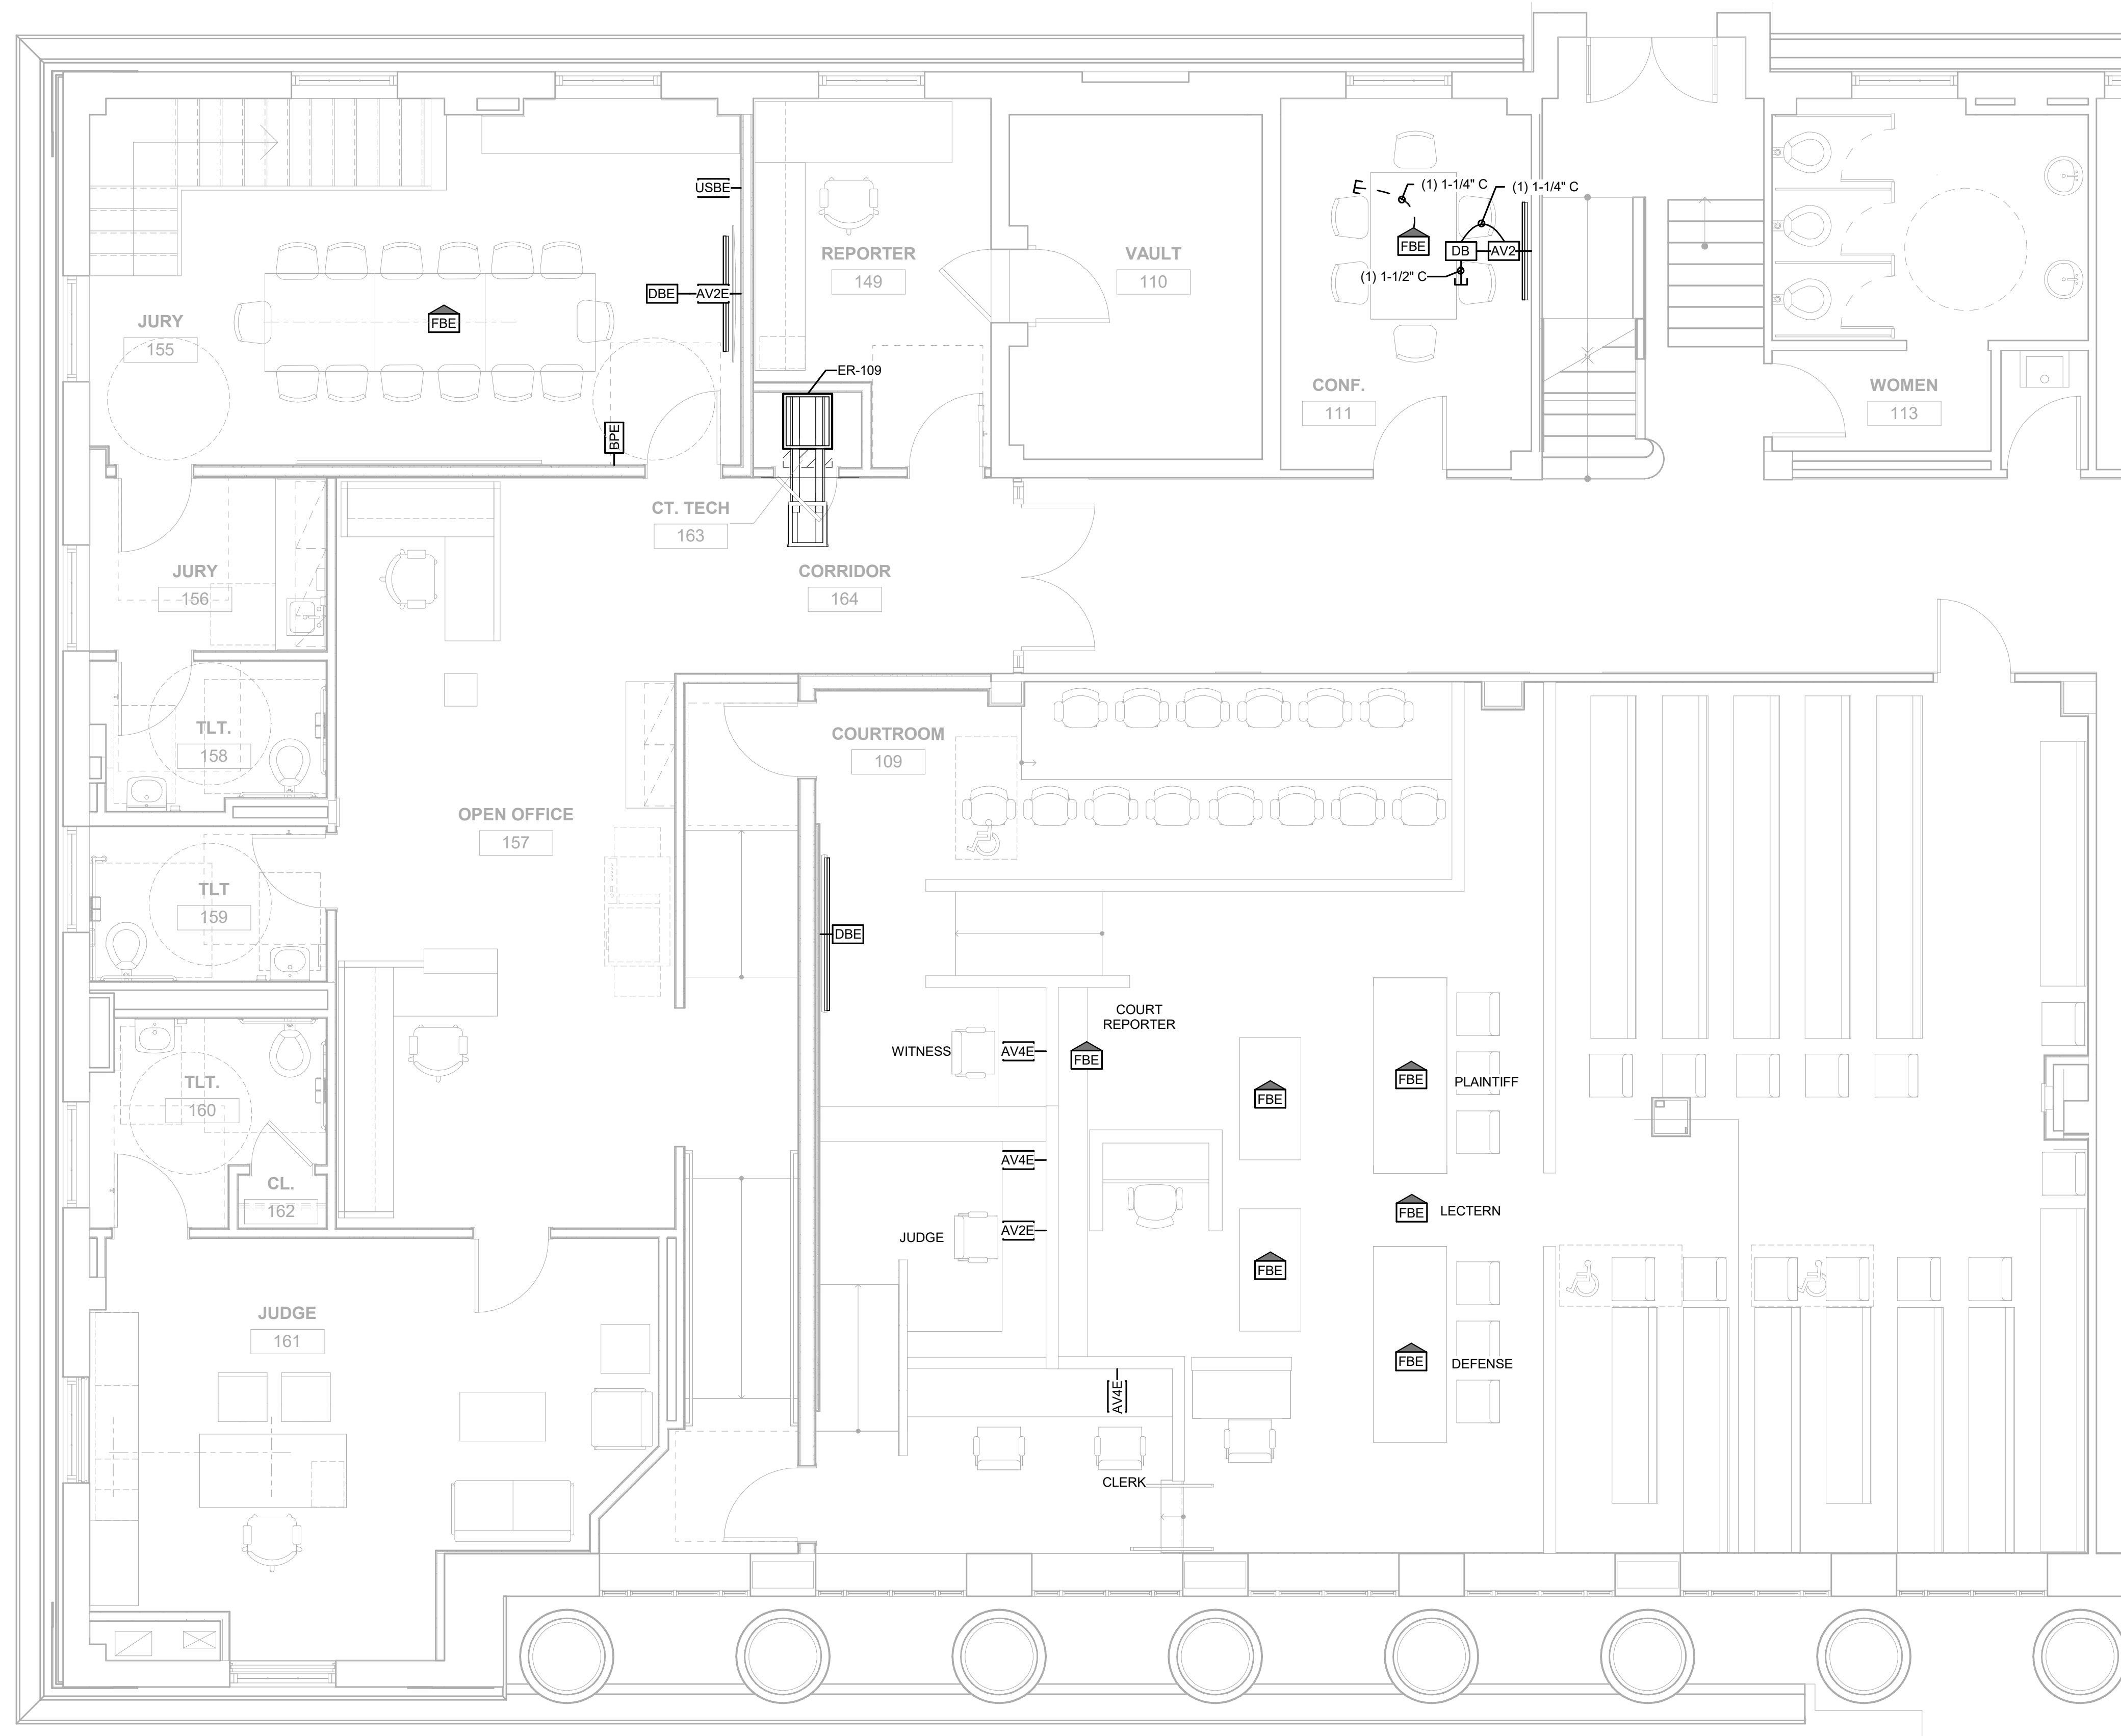 USBE
(1) 1-1/4" C
(1) 1-1/4" C
E
FBE
DB
AV2
(1) 1-1/2" C
REPORTER
149
VAULT
110
DBE
AV2E
FBE
JURY
155
ER-109
CONF.
111
WOMEN
113
BPE
CT. TECH
163
JURY
156
CORRIDOR
164
TLT.
158
COURTROOM
109
OPEN OFFICE
157
TLT
159
DBE
COURT
REPORTER
WITNESS
AV4E
FBE
FBE
FBE
PLAINTIFF
TLT.
160
AV4E
CL.
162
FBE
LECTERN
JUDGE
AV2E
FBE
JUDGE
161
FBE
DEFENSE
AV4E
CLERK